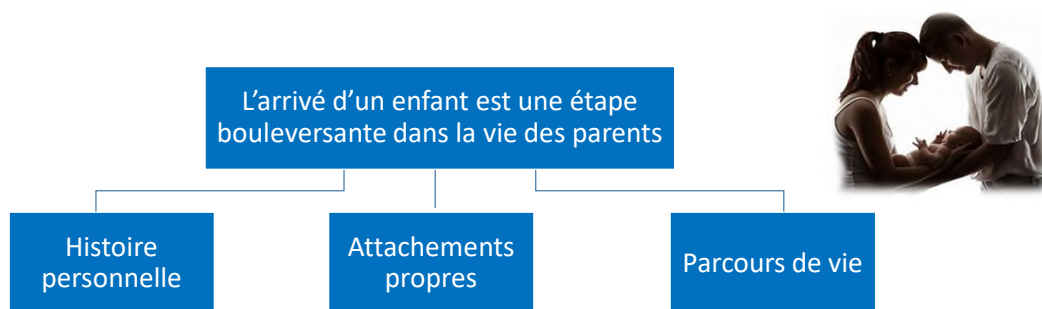 L’arrivé d’un enfant est une étape
bouleversante dans la vie des parents
Histoire
personnelle
Attachements
propres
Parcours de vie